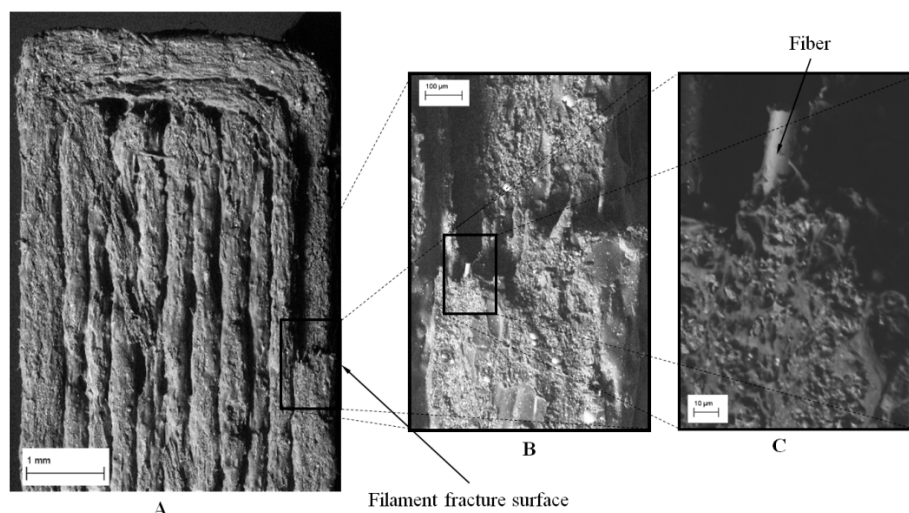 Fiber
100 µm
1 mm
10 µm
B
C
A
Filament fracture surface